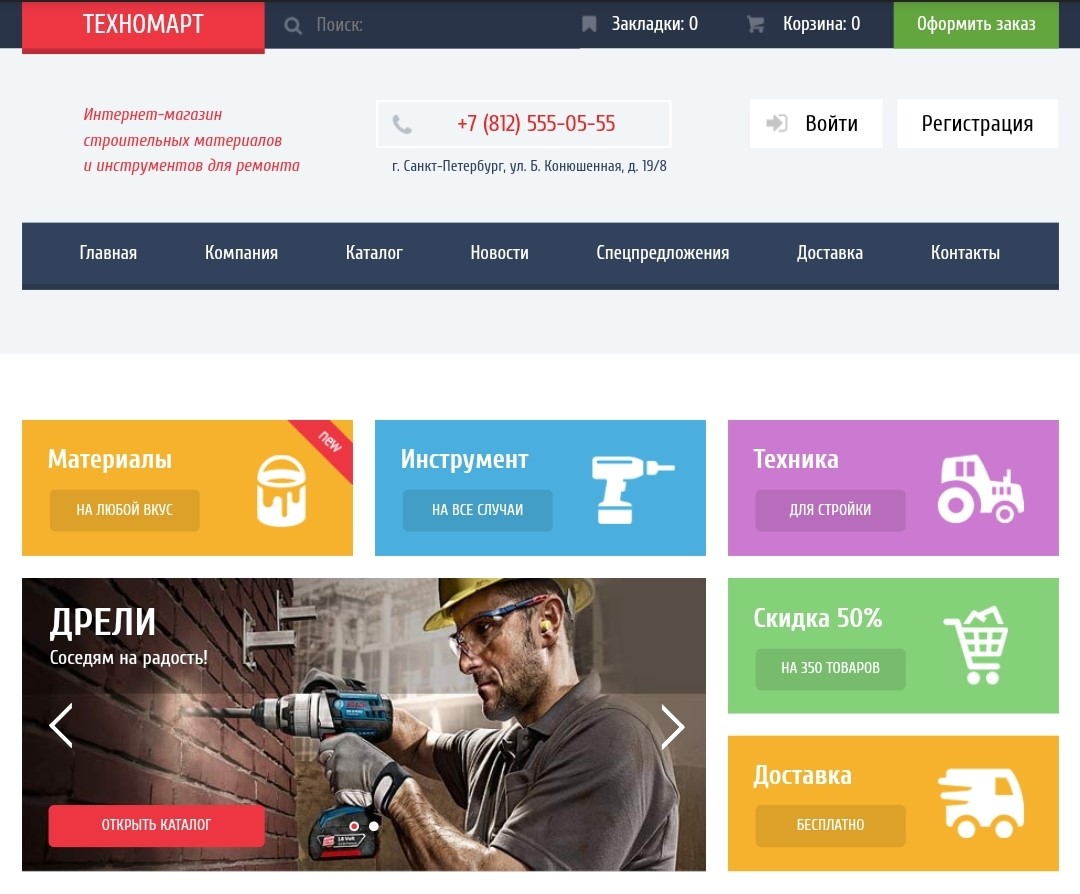 ТЕХНОМАРТ
Поиск:
Закладки: 0
Корзина: 0
Оформить заказ
Интернет-магазин
строительных материалов
и инструментов для ремонта
+7 (812) 555-05-55
г. Санкт-Петербург, ул. Б. Конюшенная, д. 19/8
Войти
Регистрация
Главная
Компания
Каталог
Новости
Спецпредложения
Доставка
Контакты
Материалы
НА ЛЮБОЙ ВКУС
new
Инструмент
НА ВСЕ СЛУЧАИ
Техника
ДЛЯ СТРОЙКИ
ДРЕЛИ
Соседям на радость!
ОТКРЫТЬ КАТАЛОГ
Скидка 50%
НА 350 ТОВАРОВ
Доставка
БЕСПЛАТНО